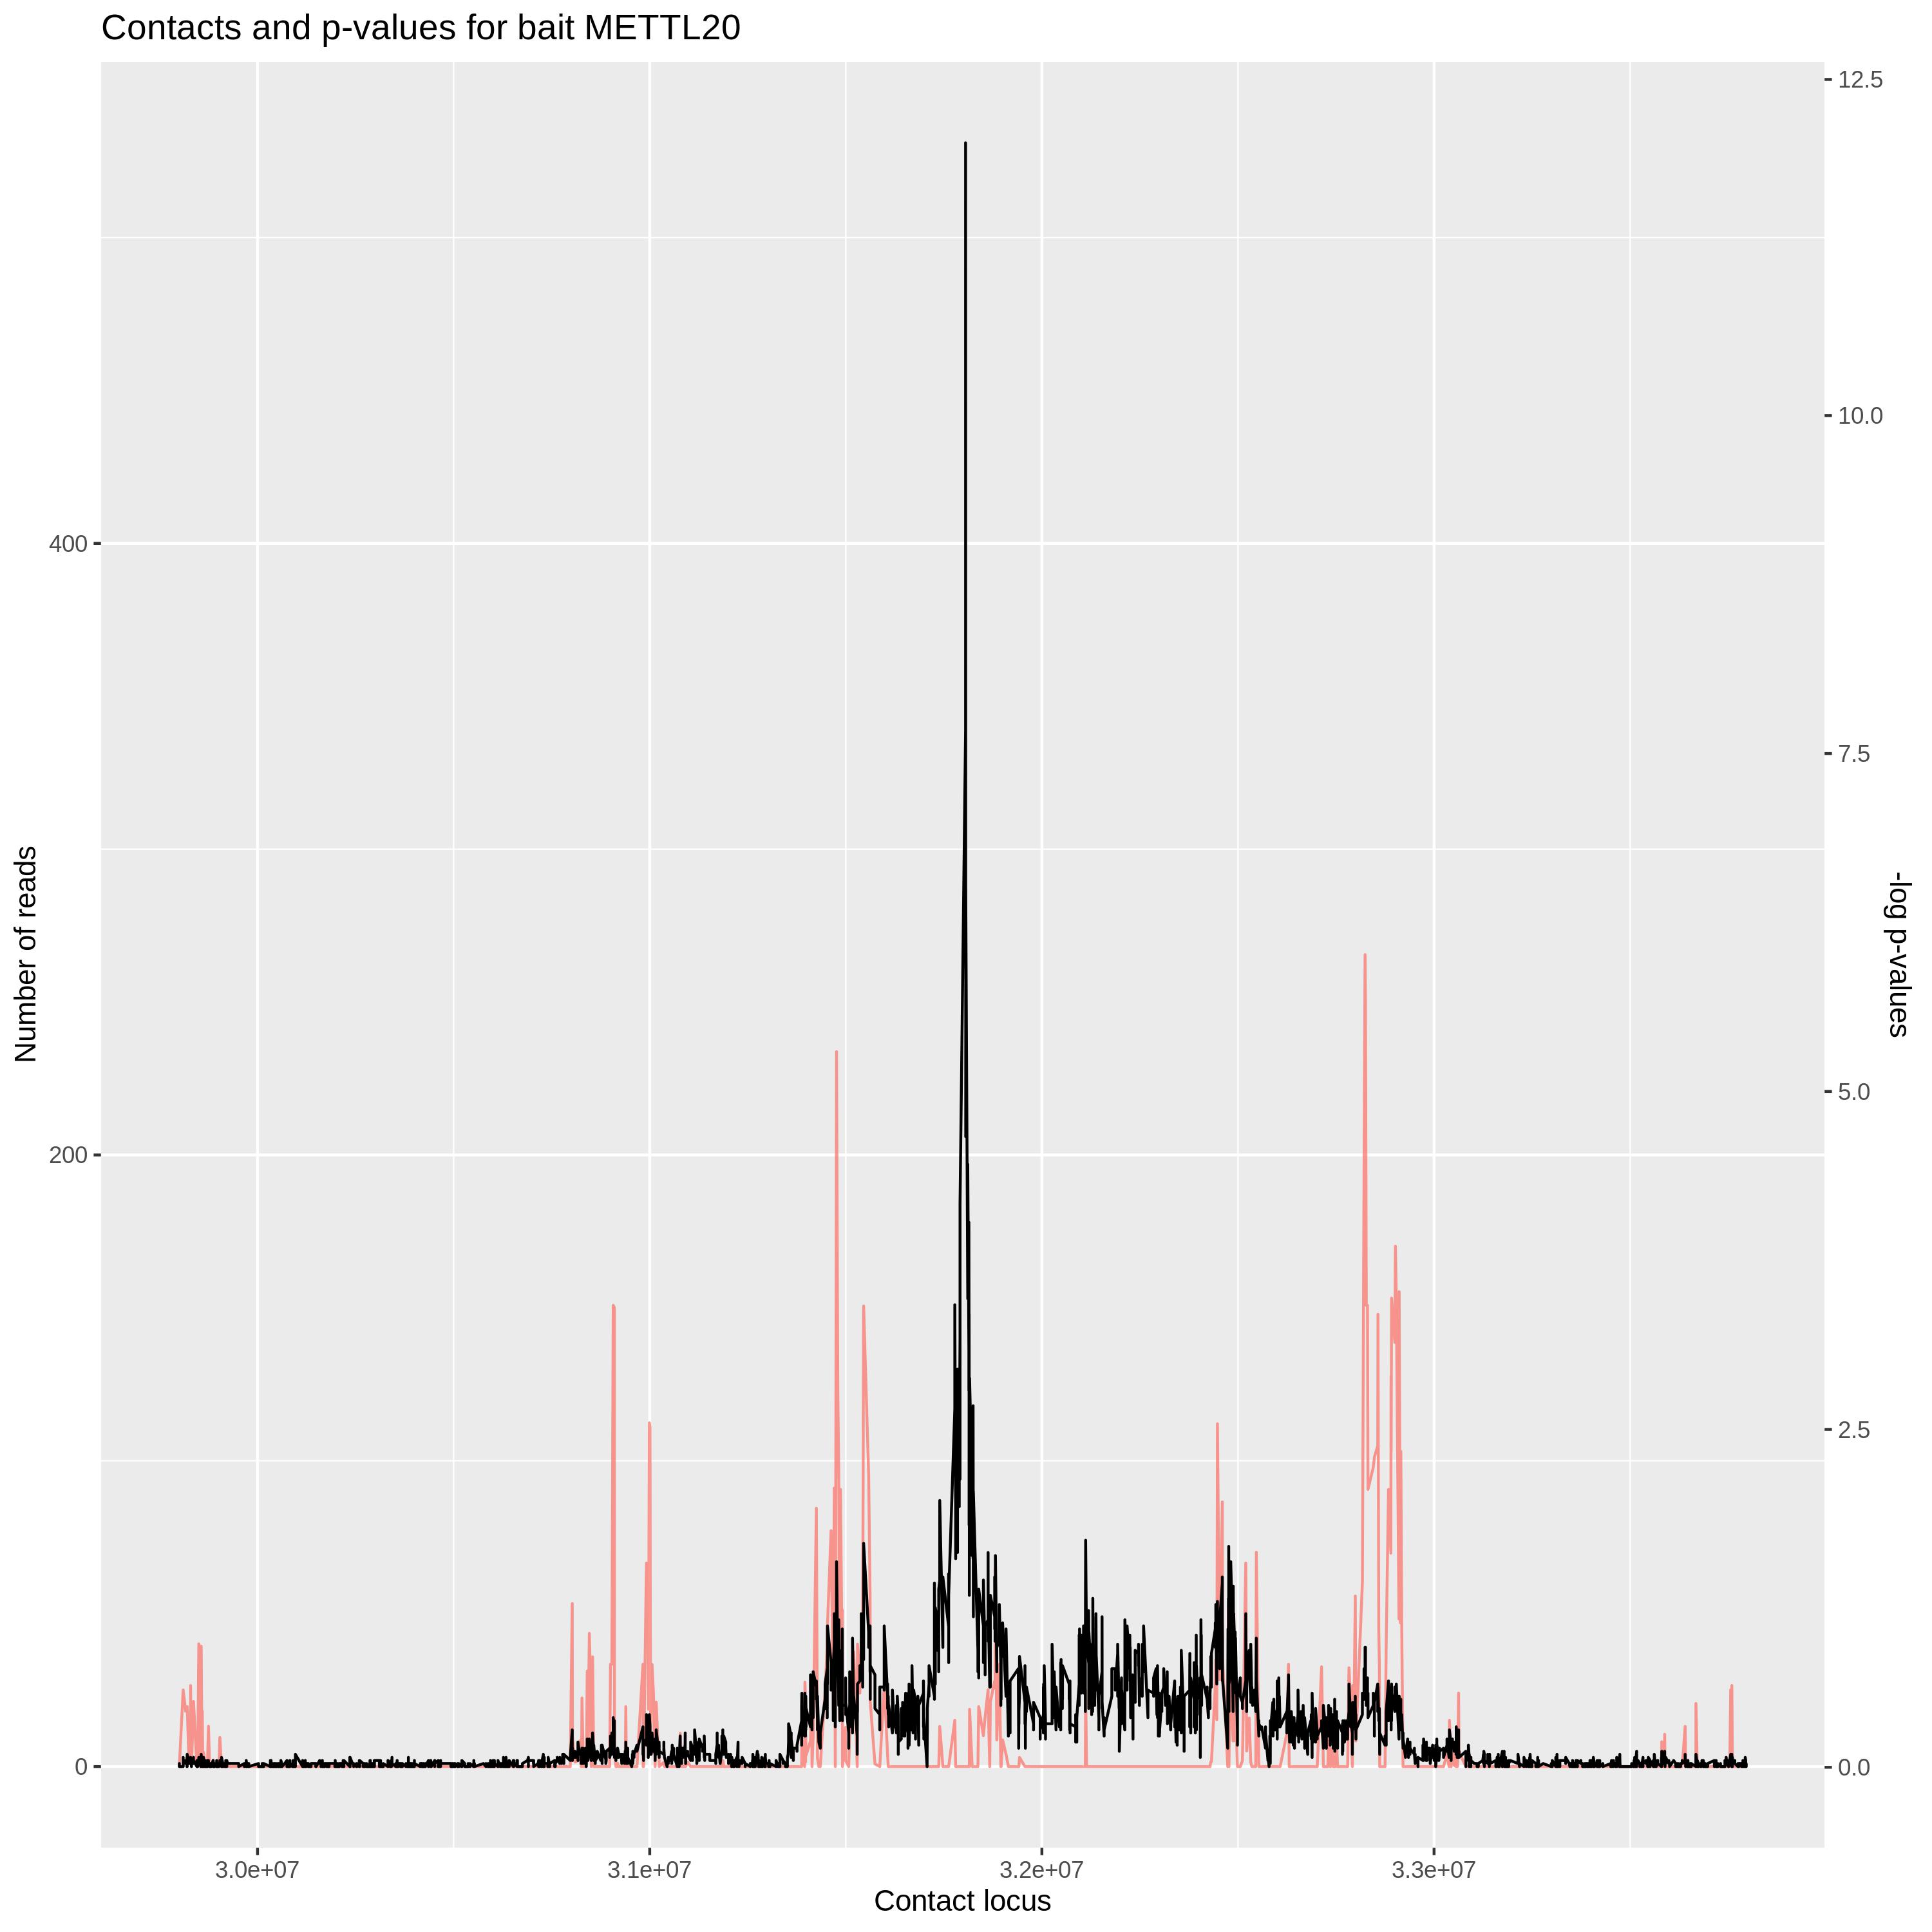 Contacts and p-values for bait METTL20
Number of reads
400
200
0
12.5
10.0
7.5
5.0
2.5
0.0
-log p-values
3.0e+07
3.1e+07
3.2e+07
3.3e+07
Contact locus